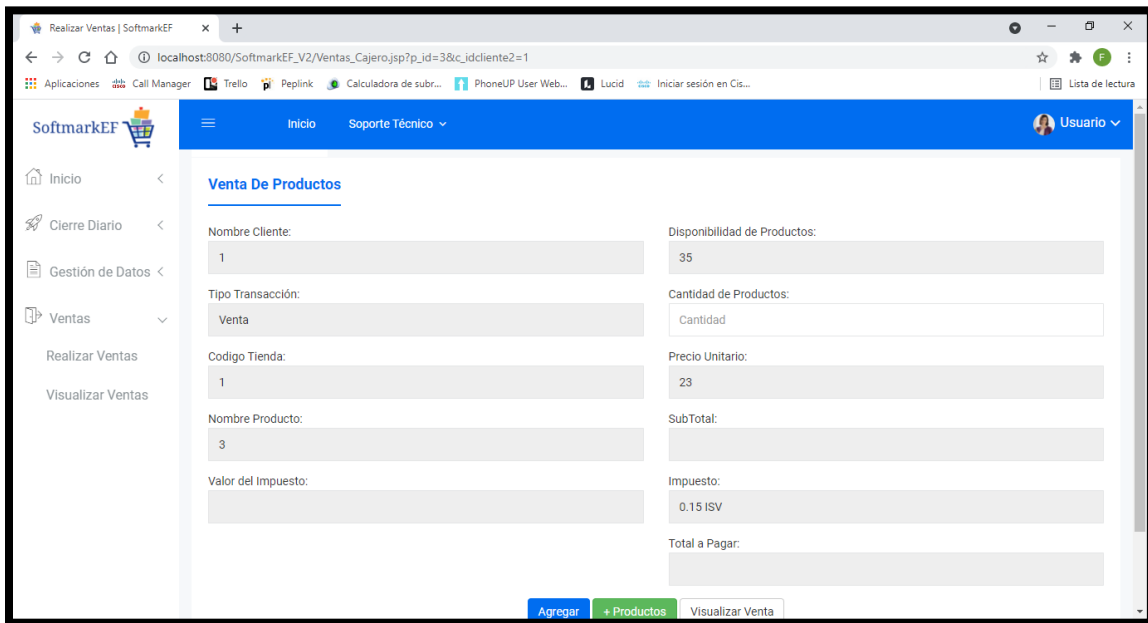 Realizar Ventas | SoftmarkEF
localhost:8080/SoftmarkEF_V2/Ventas_Cajero.jsp?p_id=3&c_idcliente2=1
F
Aplicaciones Call Manager Trello Peplink Calculadora de subr... PhoneUP User Web... Lucid Iniciar sesión en Cis... Lista de lectura
SoftmarkEF
Inicio Soporte Técnico Usuario
Inicio
Cierre Diario
Gestión de Datos
Ventas
Realizar Ventas
Visualizar Ventas
Venta De Productos
Nombre Cliente:
1
Disponibilidad de Productos:
35
Tipo Transacción:
Venta
Cantidad de Productos:
Cantidad
Codigo Tienda:
1
Precio Unitario:
23
Nombre Producto:
3
SubTotal:
Valor del Impuesto:
Impuesto:
0.15 ISV
Total a Pagar:
Agregar + Productos Visualizar Venta